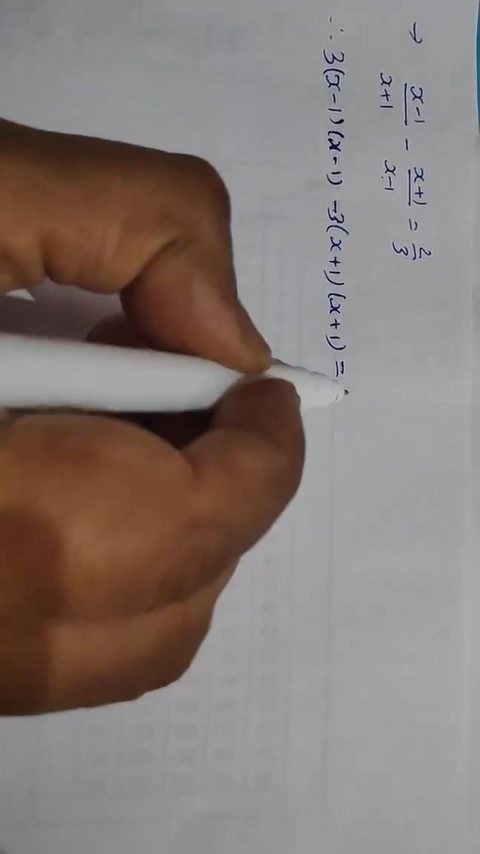 → x-1/x+1 - x+1/x-1 = 2/3
∴ 3(x-1)(x-1) -3(x+1)(x+1) =